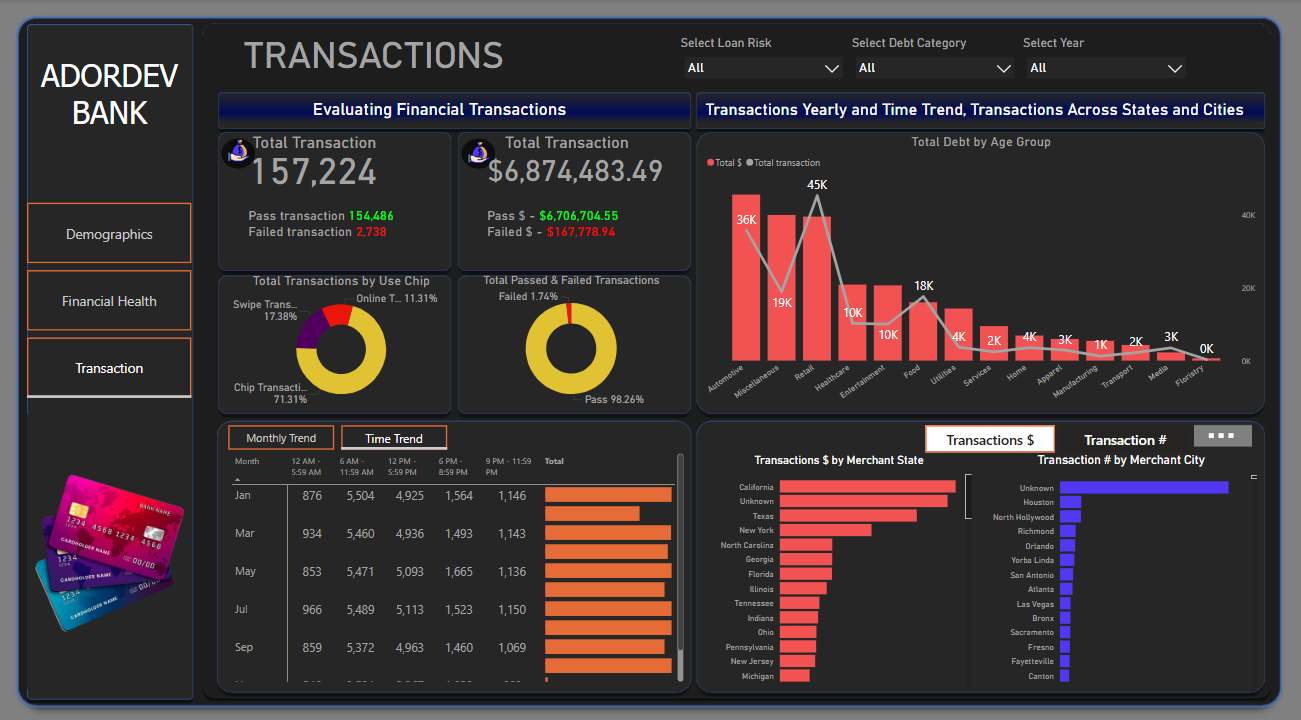 ADORDEV
BANK
Demographics
Financial Health
Transaction
BANK NAME
1234 4568 1234 4566
CARDHOLDER NAME
00/00
1234
CARDHOLDER NAME
1234
CARDHOLDER NAME
TRANSACTIONS
Select Loan Risk
All
Select Debt Category
All
Select Year
All
Evaluating Financial Transactions
Total Transaction
157,224
Pass transaction 154,486
Failed transaction 2,738
Total Transaction
$6,874,483.49
Pass $ - $6,706,704.55
Failed $ - $167,778.94
Total Transactions by Use Chip
Online T... 11.31%
Swipe Trans...
17.38%
Chip Transacti...
71.31%
Total Passed & Failed Transactions
Failed 1.74%
Pass 98.26%
Transactions Yearly and Time Trend, Transactions Across States and Cities
Total Debt by Age Group
Total $ Total transaction
45K
36K
19K
10K
10K
18K
4K
2K
4K
3K
1K
2K
3K
0K
40K
20K
0K
Automotive
Miscellaneous
Retail
Healthcare
Entertainment
Food
Utilities
Services
Home
Apparel
Manufacturing
Transport
Media
Floristry
Monthly Trend
Time Trend
Month 12 AM - 5:59 AM 6 AM - 11:59 AM 12 PM - 5:59 PM 6 PM - 8:59 PM 9 PM - 11:59 PM Total
Jan 876 5,504 4,925 1,564 1,146
Mar 934 5,460 4,936 1,493 1,143
May 853 5,471 5,093 1,665 1,136
Jul 966 5,489 5,113 1,523 1,150
Sep 859 5,372 4,963 1,460 1,069
Transactions $
Transaction #
Transactions $ by Merchant State
California
Unknown
Texas
New York
North Carolina
Georgia
Florida
Illinois
Tennessee
Indiana
Ohio
Pennsylvania
New Jersey
Michigan
Transaction # by Merchant City
Unknown
Houston
North Hollywood
Richmond
Orlando
Yorba Linda
San Antonio
Atlanta
Las Vegas
Bronx
Sacramento
Fresno
Fayetteville
Canton